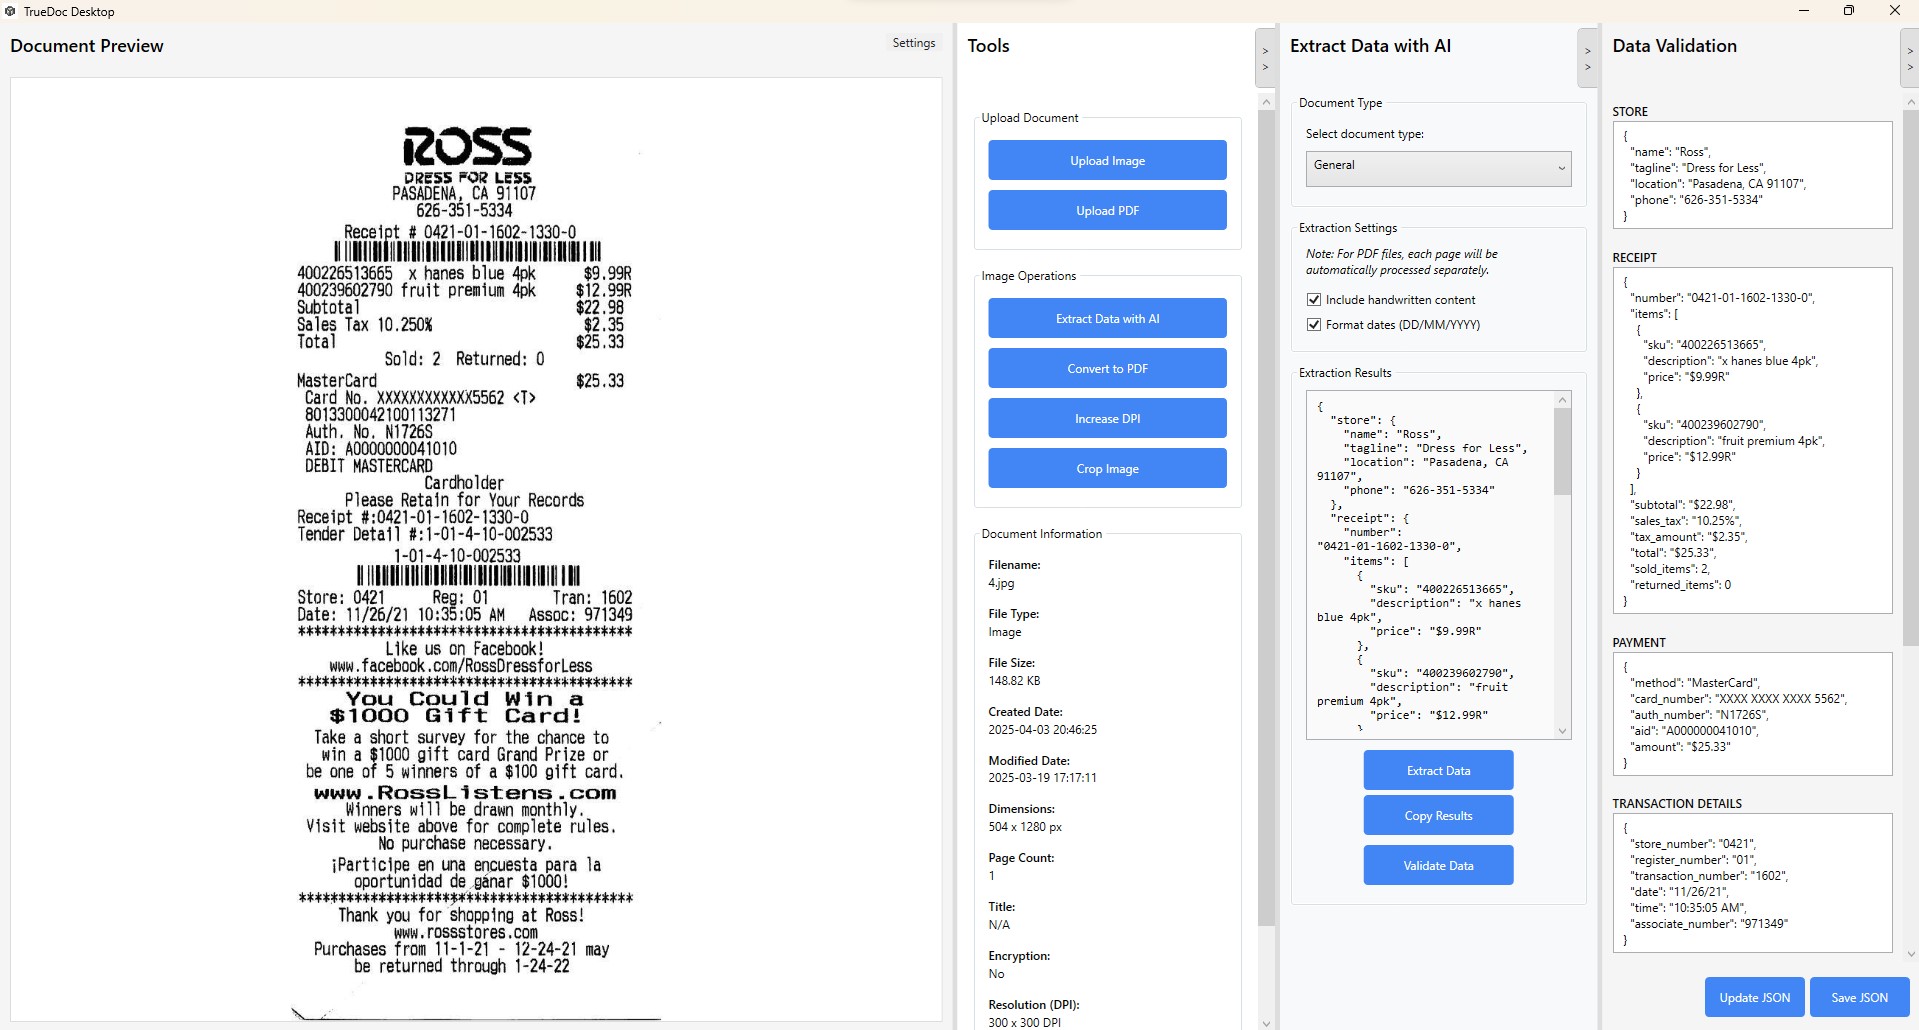 TrueDoc Desktop
Document Preview
Settings
ROSS
DRESS FOR LESS
PASADENA, CA 91107
626-351-5334
Receipt # 0421-01-1602-1330-0
400226513665 x hanes blue 4pk $9.99R
400239602790 fruit premium 4pk $12.99R
Subtotal $22.98
Sales Tax 10.250% $2.35
Total $25.33
Sold: 2 Returned: 0
MasterCard $25.33
Card No. XXXXXXXXXXXX5562 <T>
8013300042100113271
Auth. No. N1726S
AID: A0000000041010
DEBIT MASTERCARD
Cardholder
Please Retain for Your Records
Receipt #:0421-01-1602-1330-0
Tender Detail #:1-01-4-10-002533
1-01-4-10-002533
Store: 0421 Reg: 01 Tran: 1602
Date: 11/26/21 10:35:05 AM Assoc: 971349
******************************************
Like us on Facebook!
www.facebook.com/RossDressforLess
******************************************
You Could Win a
$1000 Gift Card!
Take a short survey for the chance to
win a $1000 gift card Grand Prize or
be one of 5 winners of a $100 gift card.
www.RossListens.com
Winners will be drawn monthly.
Visit website above for complete rules.
No purchase necessary.
¡Participe en una encuesta para la
oportunidad de ganar $1000!
******************************************
Thank you for shopping at Ross!
www.rossstores.com
Purchases from 11-1-21 - 12-24-21 may
be returned through 1-24-22
Tools
>
>
Upload Document
Upload Image
Upload PDF
Image Operations
Extract Data with AI
Convert to PDF
Increase DPI
Crop Image
Document Information
Filename:
4.jpg
File Type:
Image
File Size:
148.82 KB
Created Date:
2025-04-03 20:46:25
Modified Date:
2025-03-19 17:17:11
Dimensions:
504 x 1280 px
Page Count:
1
Title:
N/A
Encryption:
No
Resolution (DPI):
300 x 300 DPI
Extract Data with AI
>
>
Document Type
Select document type:
General
Extraction Settings
Note: For PDF files, each page will be
automatically processed separately.
Include handwritten content
Format dates (DD/MM/YYYY)
Extraction Results
{
"store": {
"name": "Ross",
"tagline": "Dress for Less",
"location": "Pasadena, CA
91107",
"phone": "626-351-5334"
},
"receipt": {
"number":
"0421-01-1602-1330-0",
"items": [
{
"sku": "400226513665",
"description": "x hanes
blue 4pk",
"price": "$9.99R"
},
{
"sku": "400239602790",
"description": "fruit
premium 4pk",
"price": "$12.99R"
}
Extract Data
Copy Results
Validate Data
Data Validation
>
>
STORE
{
"name": "Ross",
"tagline": "Dress for Less",
"location": "Pasadena, CA 91107",
"phone": "626-351-5334"
}
RECEIPT
{
"number": "0421-01-1602-1330-0",
"items": [
{
"sku": "400226513665",
"description": "x hanes blue 4pk",
"price": "$9.99R"
},
{
"sku": "400239602790",
"description": "fruit premium 4pk",
"price": "$12.99R"
}
],
"subtotal": "$22.98",
"sales_tax": "10.25%",
"tax_amount": "$2.35",
"total": "$25.33",
"sold_items": 2,
"returned_items": 0
}
PAYMENT
{
"method": "MasterCard",
"card_number": "XXXX XXXX XXXX 5562",
"auth_number": "N1726S",
"aid": "A000000041010",
"amount": "$25.33"
}
TRANSACTION DETAILS
{
"store_number": "0421",
"register_number": "01",
"transaction_number": "1602",
"date": "11/26/21",
"time": "10:35:05 AM",
"associate_number": "971349"
}
Update JSON
Save JSON